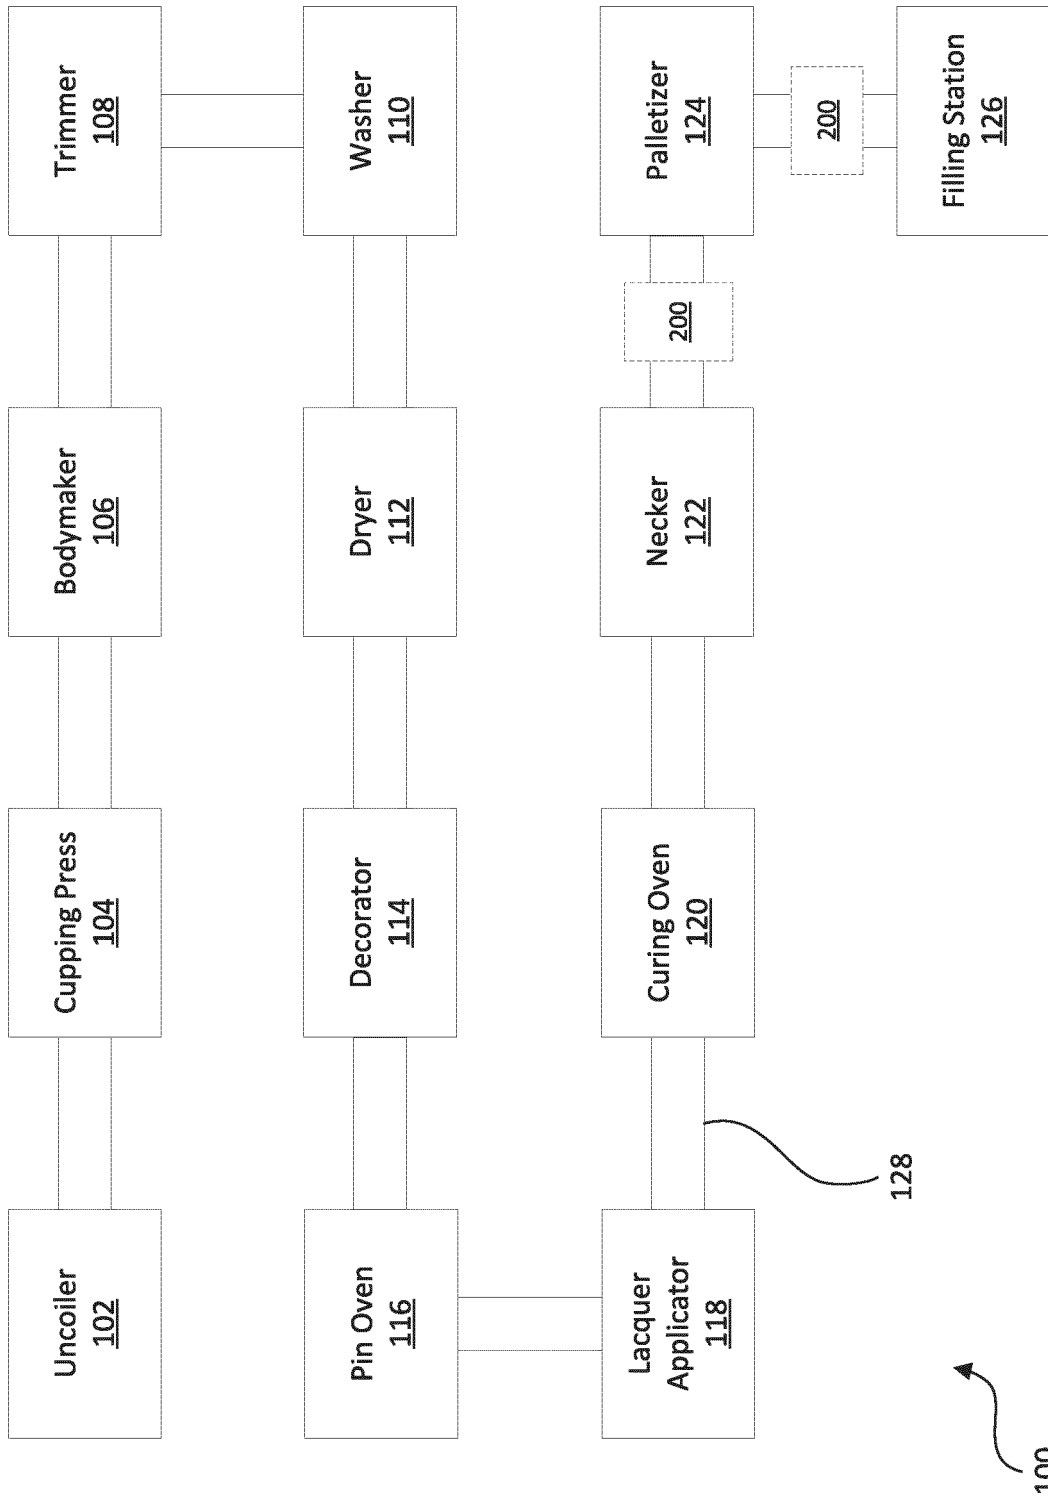 Uncoiler
102
Cupping Press
104
Bodymaker
106
Trimmer
108
Pin Oven
116
Decorator
114
Dryer
112
Washer
110
Lacquer
Applicator
118
Curing Oven
120
Necker
122
200
Palletizer
124
200
Filling Station
126
128
100